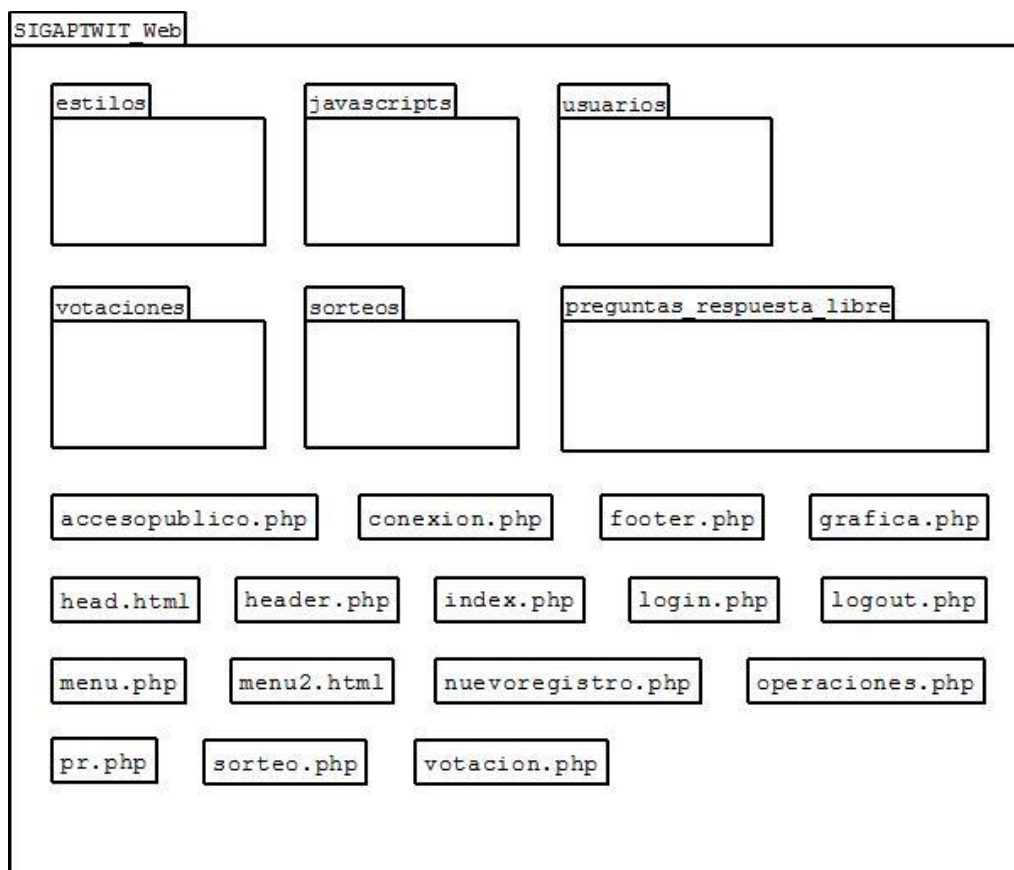 SIGAPTWIT_Web
estilos javascripts usuarios
votaciones sorteos preguntas_respuesta_libre
accesopublico.php conexion.php footer.php grafica.php
head.html header.php index.php login.php logout.php
menu.php menu2.html nuevoregistro.php operaciones.php
pr.php sorteo.php votacion.php